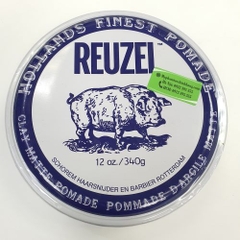 HOLLANDS FINEST POMADE
REUZEL
12 oz./340g
SCHOREM HAARSNIJDER EN BARBIER ROTTERDAM
CLAY MATTE POMADE POMMADE D'ARGILE MATTE